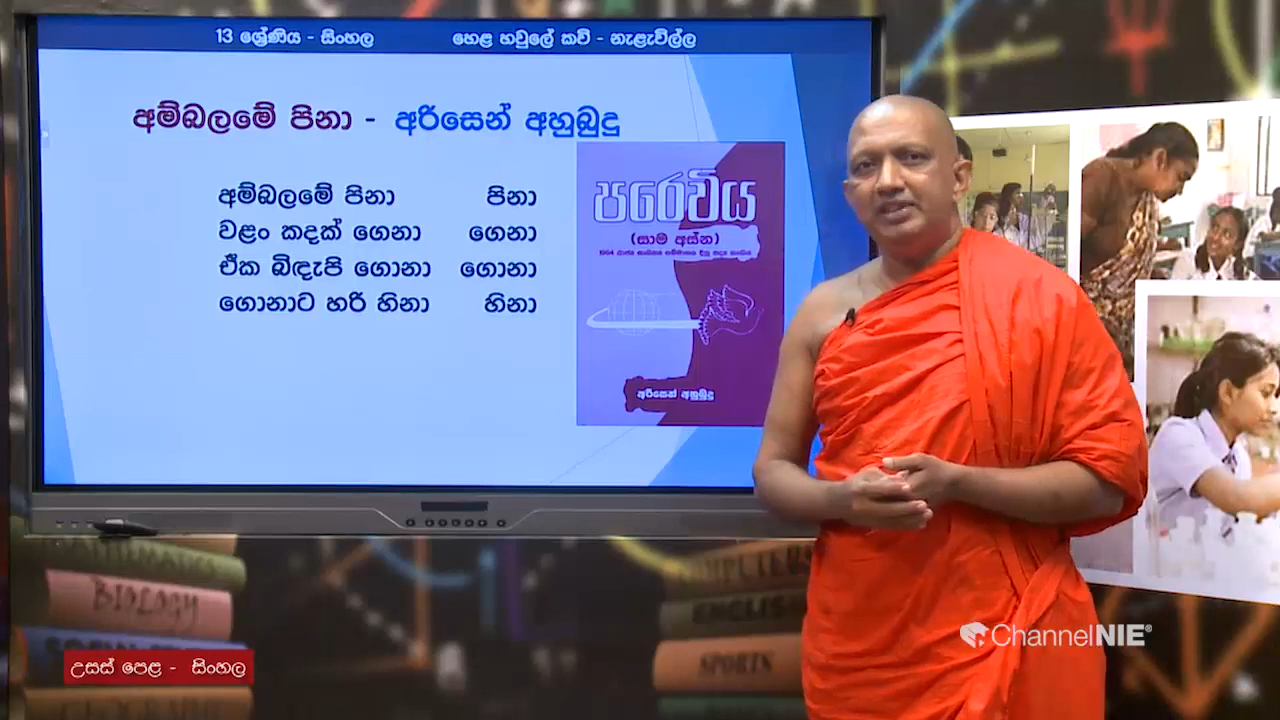 13 ශ්‍රේණිය - සිංහල
හෙළ හවුලේ කවි - නැළැවිල්ල
අම්බලමේ පිනා - අරිසෙන් අහුබුදු
අම්බලමේ පිනා පිනා
වළං කදක් ගෙනා ගෙනා
ඒක බිඳැපි ගොනා ගොනා
ගොනාට හරි හිනා හිනා
පරෙවිය
(සාම අස්න)
අරිසෙන් අහුබුදු
BIOLOGY
COMPUTER
ENGLISH
SPORTS
ChannelNIE®
උසස් පෙළ - සිංහල